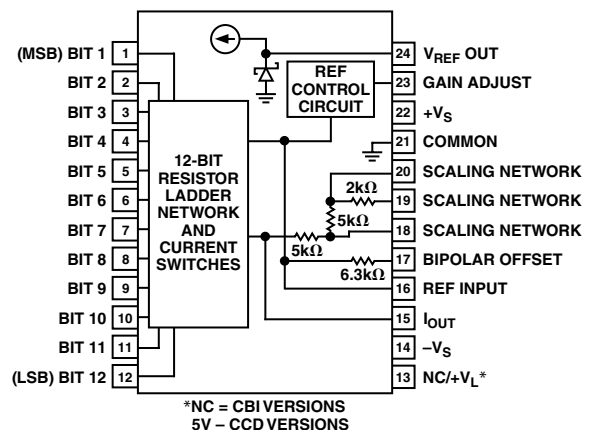 (MSB) BIT 1 1
BIT 2 2
BIT 3 3
BIT 4 4
BIT 5 5
BIT 6 6
BIT 7 7
BIT 8 8
BIT 9 9
BIT 10 10
BIT 11 11
(LSB) BIT 12 12
12-BIT
RESISTOR
LADDER
NETWORK
AND
CURRENT
SWITCHES
REF
CONTROL
CIRCUIT
2kΩ
5kΩ
5kΩ
6.3kΩ
24 VREF OUT
23 GAIN ADJUST
22 +VS
21 COMMON
20 SCALING NETWORK
19 SCALING NETWORK
18 SCALING NETWORK
17 BIPOLAR OFFSET
16 REF INPUT
15 IOUT
14 –VS
13 NC/+VL*
*NC = CBI VERSIONS
5V – CCD VERSIONS